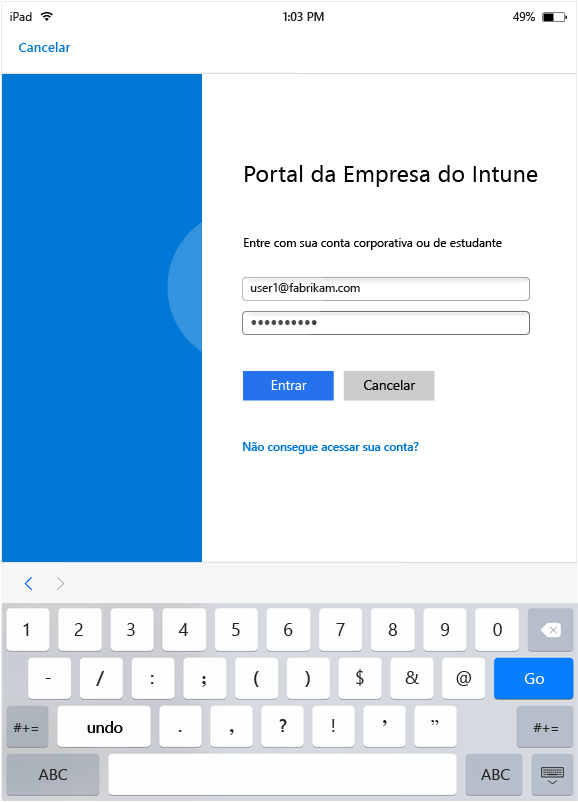 iPad 1:03 PM 49%
Cancelar
Portal da Empresa do Intune
Entre com sua conta corporativa ou de estudante
user1@fabrikam.com
••••••••••
Entrar Cancelar
Não consegue acessar sua conta?
1 2 3 4 5 6 7 8 9 0
- / : ; ( ) $ & @ Go
#+= undo . , ? ! ’ ” #+=
ABC ABC